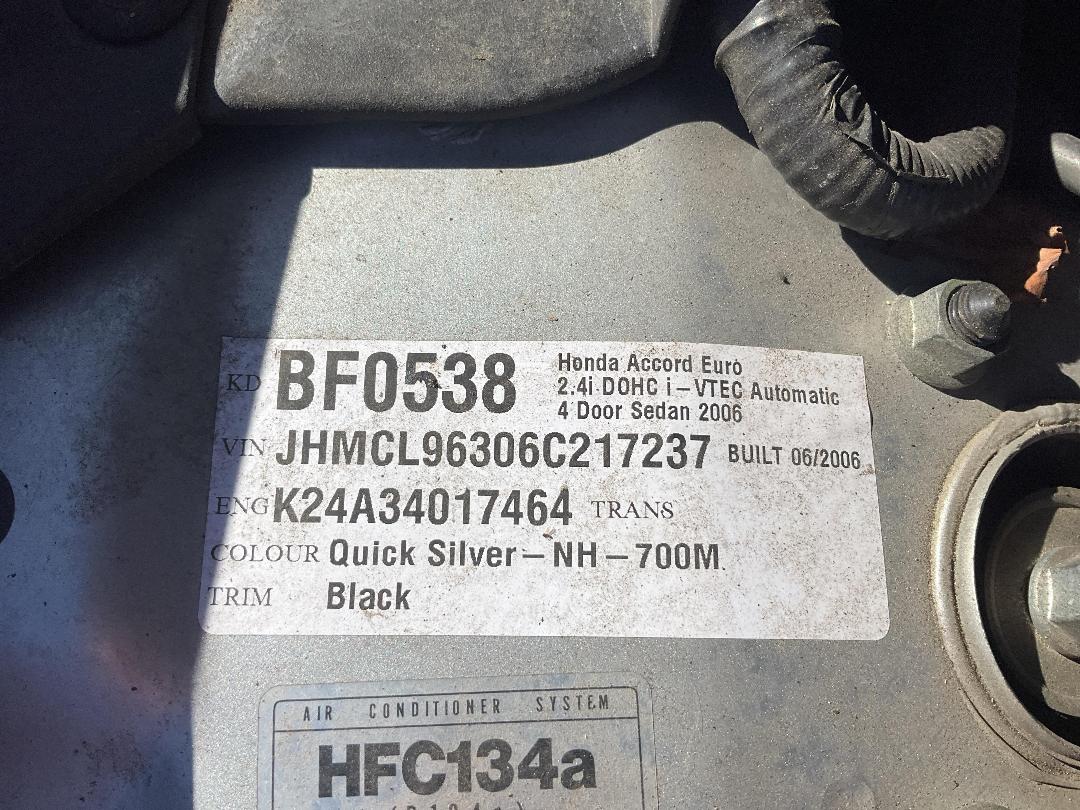 KD BF0538 Honda Accord Euro
2.4i DOHC i-VTEC Automatic
4 Door Sedan 2006
VIN JHMCL96306C217237 BUILT 06/2006
ENG K24A34017464 TRANS
COLOUR Quick Silver-NH-700M
TRIM Black
AIR CONDITIONER SYSTEM
HFC134a